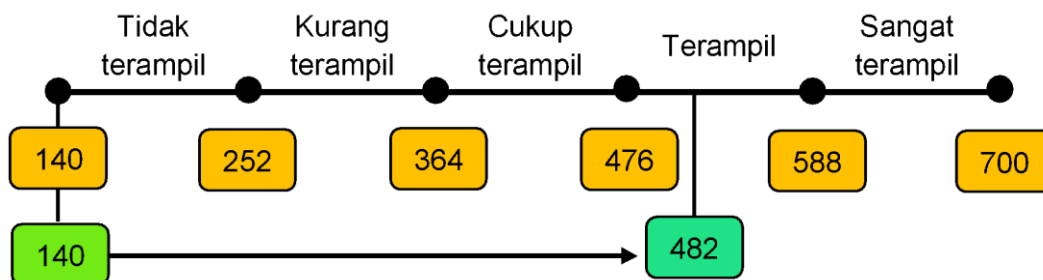 Tidak
terampil
Kurang
terampil
Cukup
terampil
Terampil
Sangat
terampil
140
252
364
476
588
700
140
482